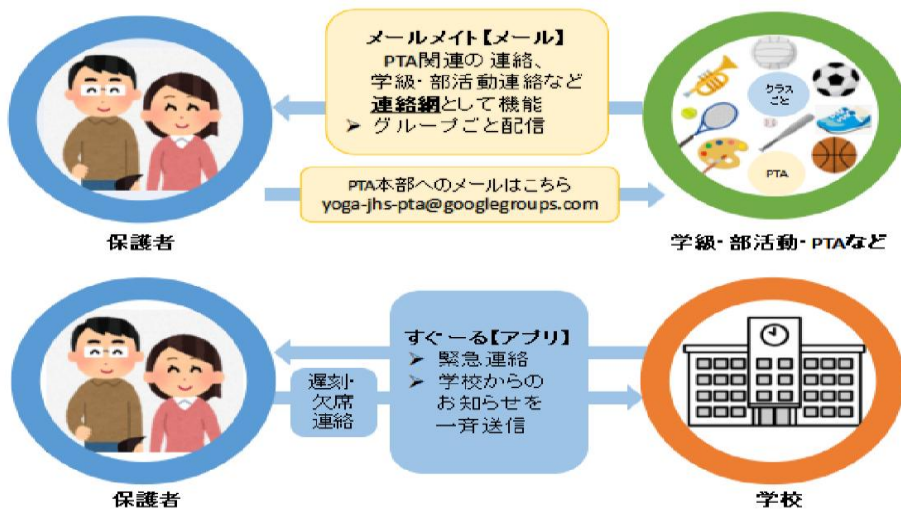 メールメイト【メール】
PTA関連の連絡、
学級・部活動連絡など
連絡網として機能
➤ グループごと配信
クラス
ごと
PTA
PTA本部へのメールはこちら
yoga-jhs-pta@googlegroups.com
保護者
学級・部活動・PTAなど
すぐーる【アプリ】
➤ 緊急連絡
➤ 学校からの
お知らせを
一斉送信
遅刻・
欠席
連絡
保護者
学校